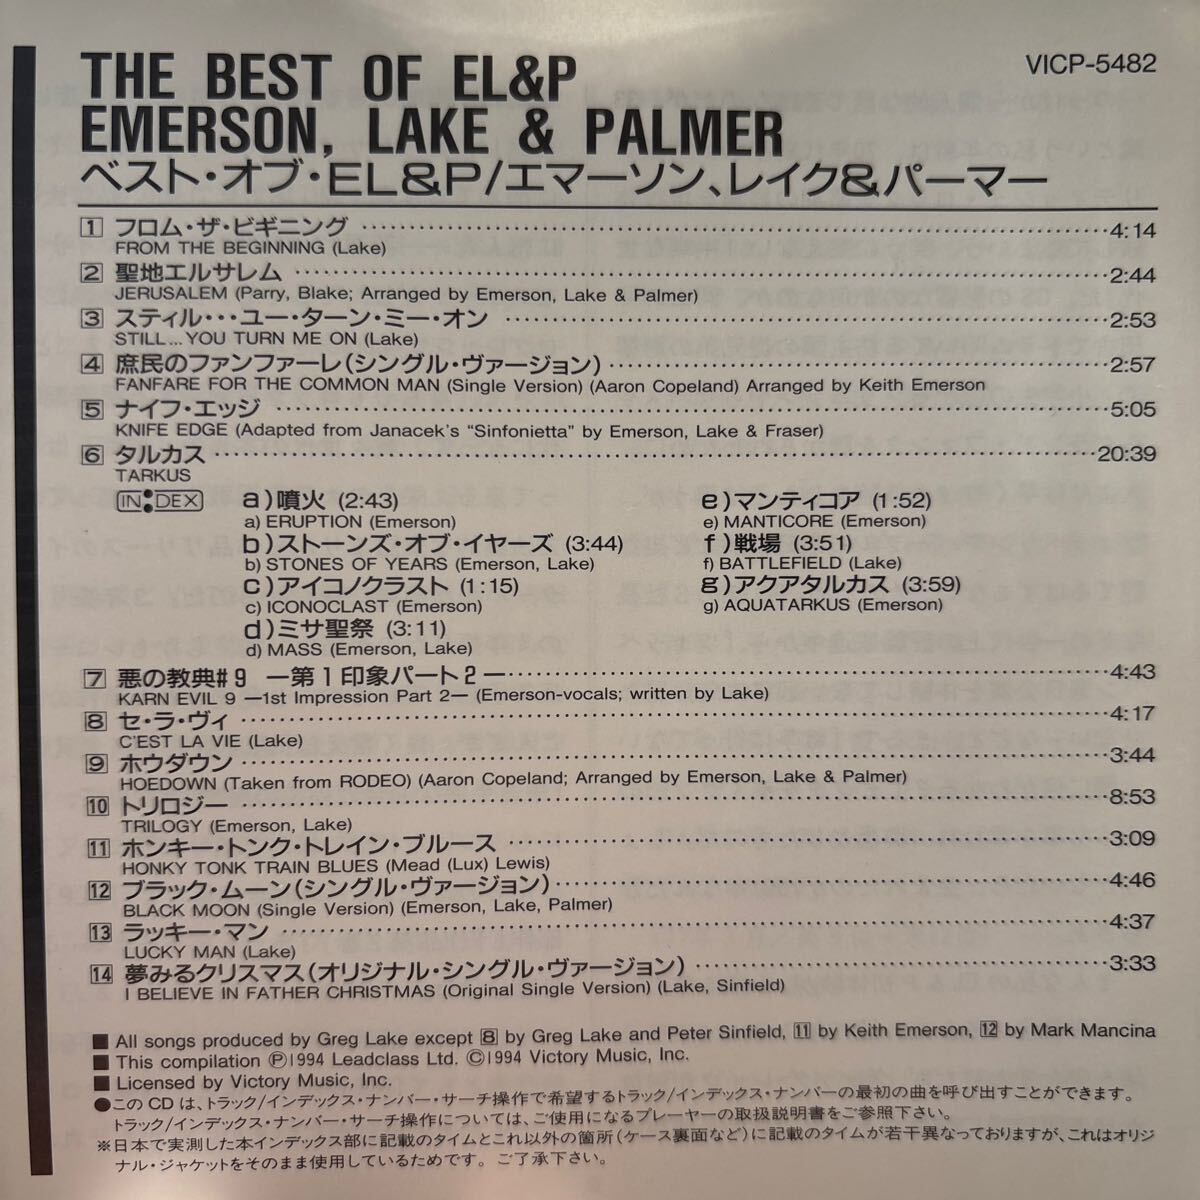 THE BEST OF EL&P
VICP-5482
EMERSON, LAKE & PALMER
ベスト・オブ・EL&P/エマーソン、レイク&パーマー
1 フロム・ザ・ビギニング 4:14
FROM THE BEGINNING (Lake)
2 聖地エルサレム 2:44
JERUSALEM (Parry, Blake; Arranged by Emerson, Lake & Palmer)
3 スティル・・・ユー・ターン・ミー・オン 2:53
STILL...YOU TURN ME ON (Lake)
4 庶民のファンファーレ(シングル・ヴァージョン) 2:57
FANFARE FOR THE COMMON MAN (Single Version) (Aaron Copeland) Arranged by Keith Emerson
5 ナイフ・エッジ 5:05
KNIFE EDGE (Adapted from Janacek's "Sinfonietta" by Emerson, Lake & Fraser)
6 タルカス 20:39
TARKUS
INDEX
a)噴火 (2:43)
a) ERUPTION (Emerson)
b)ストーンズ・オブ・イヤーズ (3:44)
b) STONES OF YEARS (Emerson, Lake)
c)アイコノクラスト (1:15)
c) ICONOCLAST (Emerson)
d)ミサ聖祭 (3:11)
d) MASS (Emerson, Lake)
e)マンティコア (1:52)
e) MANTICORE (Emerson)
f)戦場 (3:51)
f) BATTLEFIELD (Lake)
g)アクアタルカス (3:59)
g) AQUATARKUS (Emerson)
7 悪の教典#9 —第1印象パート2— 4:43
KARN EVIL 9 —1st Impression Part 2— (Emerson-vocals; written by Lake)
8 セ・ラ・ヴィ 4:17
C'EST LA VIE (Lake)
9 ホウダウン 3:44
HOEDOWN (Taken from RODEO) (Aaron Copeland; Arranged by Emerson, Lake & Palmer)
10 トリロジー 8:53
TRILOGY (Emerson, Lake)
11 ホンキー・トンク・トレイン・ブルース 3:09
HONKY TONK TRAIN BLUES (Mead (Lux) Lewis)
12 ブラック・ムーン(シングル・ヴァージョン) 4:46
BLACK MOON (Single Version) (Emerson, Lake, Palmer)
13 ラッキー・マン 4:37
LUCKY MAN (Lake)
14 夢みるクリスマス(オリジナル・シングル・ヴァージョン) 3:33
I BELIEVE IN FATHER CHRISTMAS (Original Single Version) (Lake, Sinfield)
■ All songs produced by Greg Lake except 8 by Greg Lake and Peter Sinfield, 11 by Keith Emerson, 12 by Mark Mancina
■ This compilation Ⓟ1994 Leadclass Ltd. ©1994 Victory Music, Inc.
■ Licensed by Victory Music, Inc.
●このCDは、トラック/インデックス・ナンバー・サーチ操作で希望するトラック/インデックス・ナンバーの最初の曲を呼び出すことができます。
トラック/インデックス・ナンバー・サーチ操作については、ご使用になるプレーヤーの取扱説明書をご参照下さい。
※日本で実測した本インデックス部に記載のタイムとこれ以外の箇所(ケース裏面など)に記載のタイムが若干異なっておりますが、これはオリジ
ナル・ジャケットをそのまま使用しているためです。ご了承下さい。